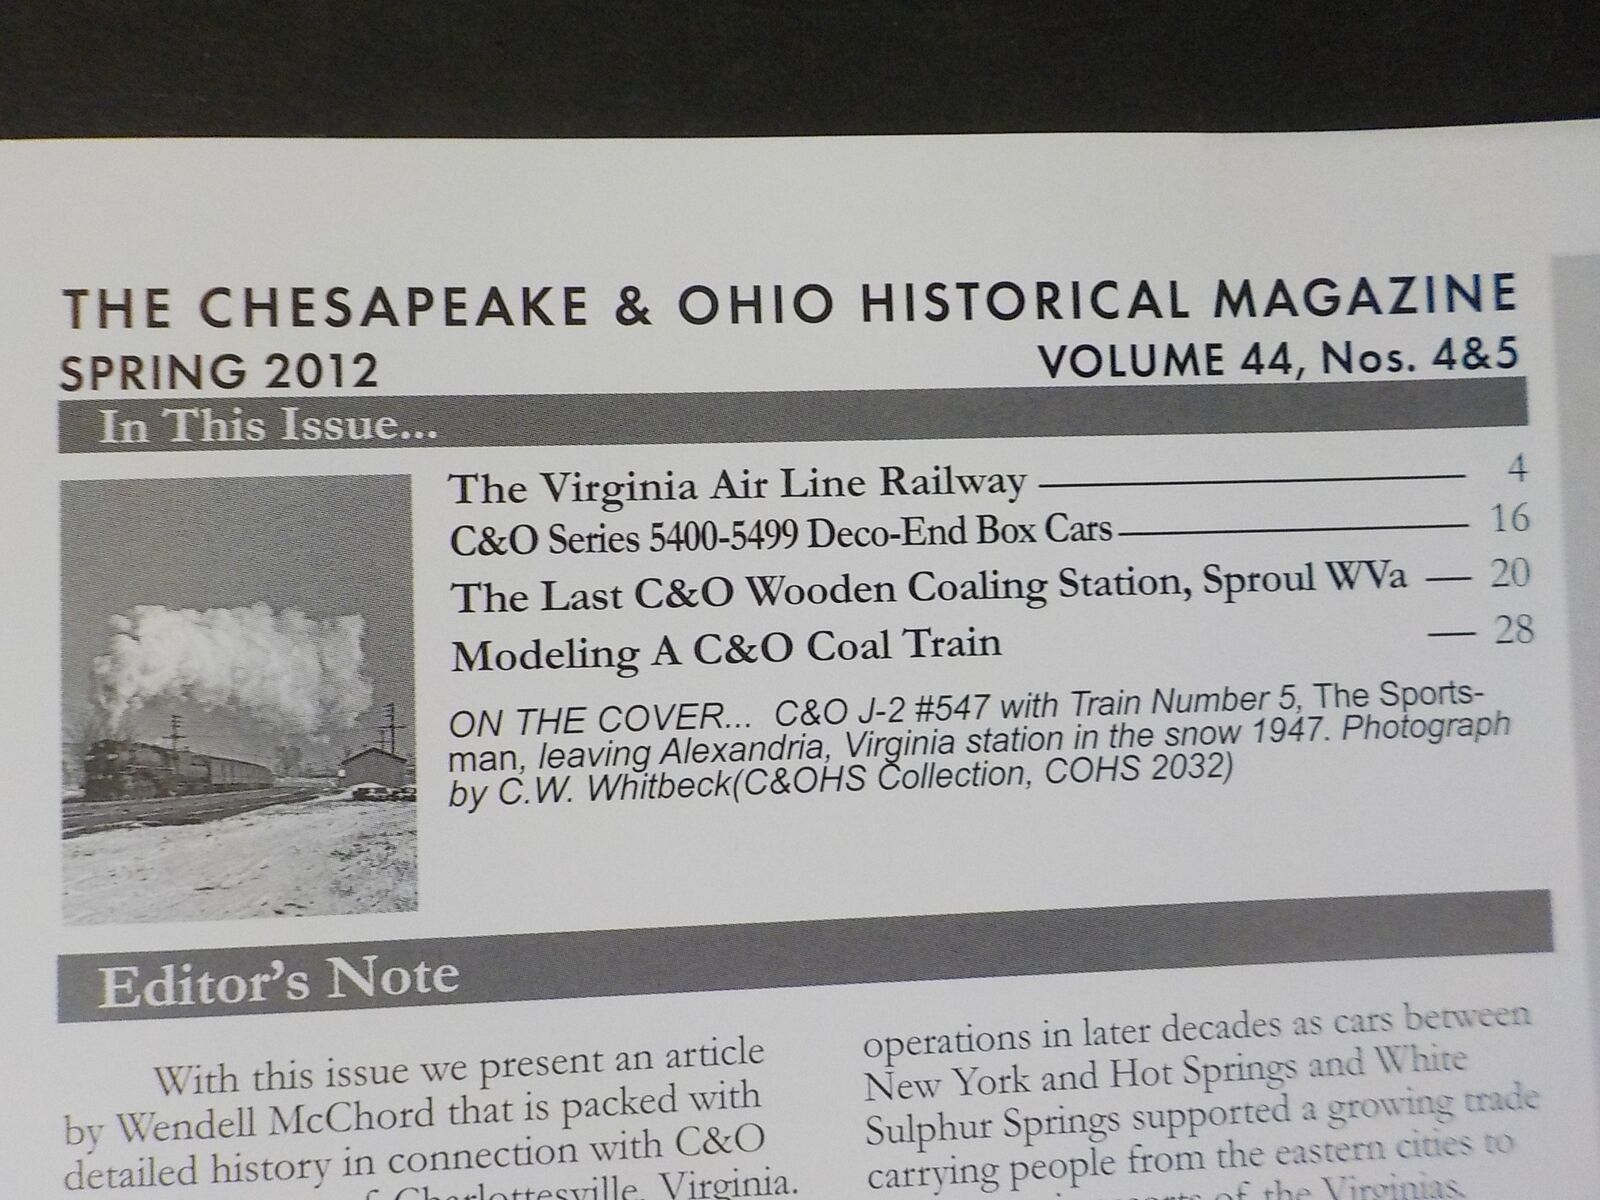 THE CHESAPEAKE & OHIO HISTORICAL MAGAZINE
SPRING 2012 VOLUME 44, Nos. 4&5
In This Issue...
The Virginia Air Line Railway 4
C&O Series 5400-5499 Deco-End Box Cars 16
The Last C&O Wooden Coaling Station, Sproul WVa 20
Modeling A C&O Coal Train 28
ON THE COVER... C&O J-2 #547 with Train Number 5, The Sports-
man, leaving Alexandria, Virginia station in the snow 1947. Photograph
by C.W. Whitbeck(C&OHS Collection, COHS 2032)
Editor's Note
With this issue we present an article
by Wendell McChord that is packed with
detailed history in connection with C&O
f Charlottesville, Virginia.
operations in later decades as cars between
New York and Hot Springs and White
Sulphur Springs supported a growing trade
carrying people from the eastern cities to
of the Virginias.